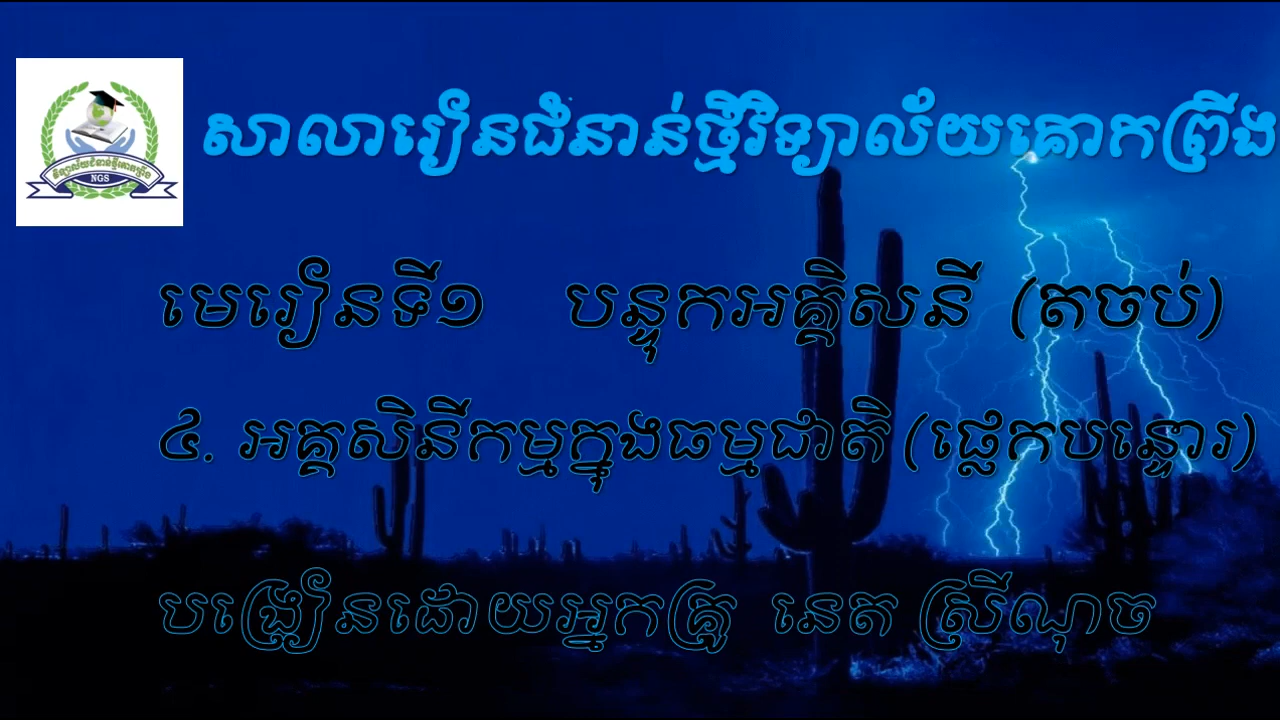 សាលារៀនជំនាន់ថ្មីវិទ្យាល័យគោកព្រីង
NGS
មេរៀនទី១ បន្ទុកអគ្គិសនី (តចប់)
៤. អគ្គសិនីកម្មក្នុងធម្មជាតិ (ផ្លេកបន្ទោរ)
បង្រៀនដោយអ្នកគ្រូ នេត ស្រីណុច